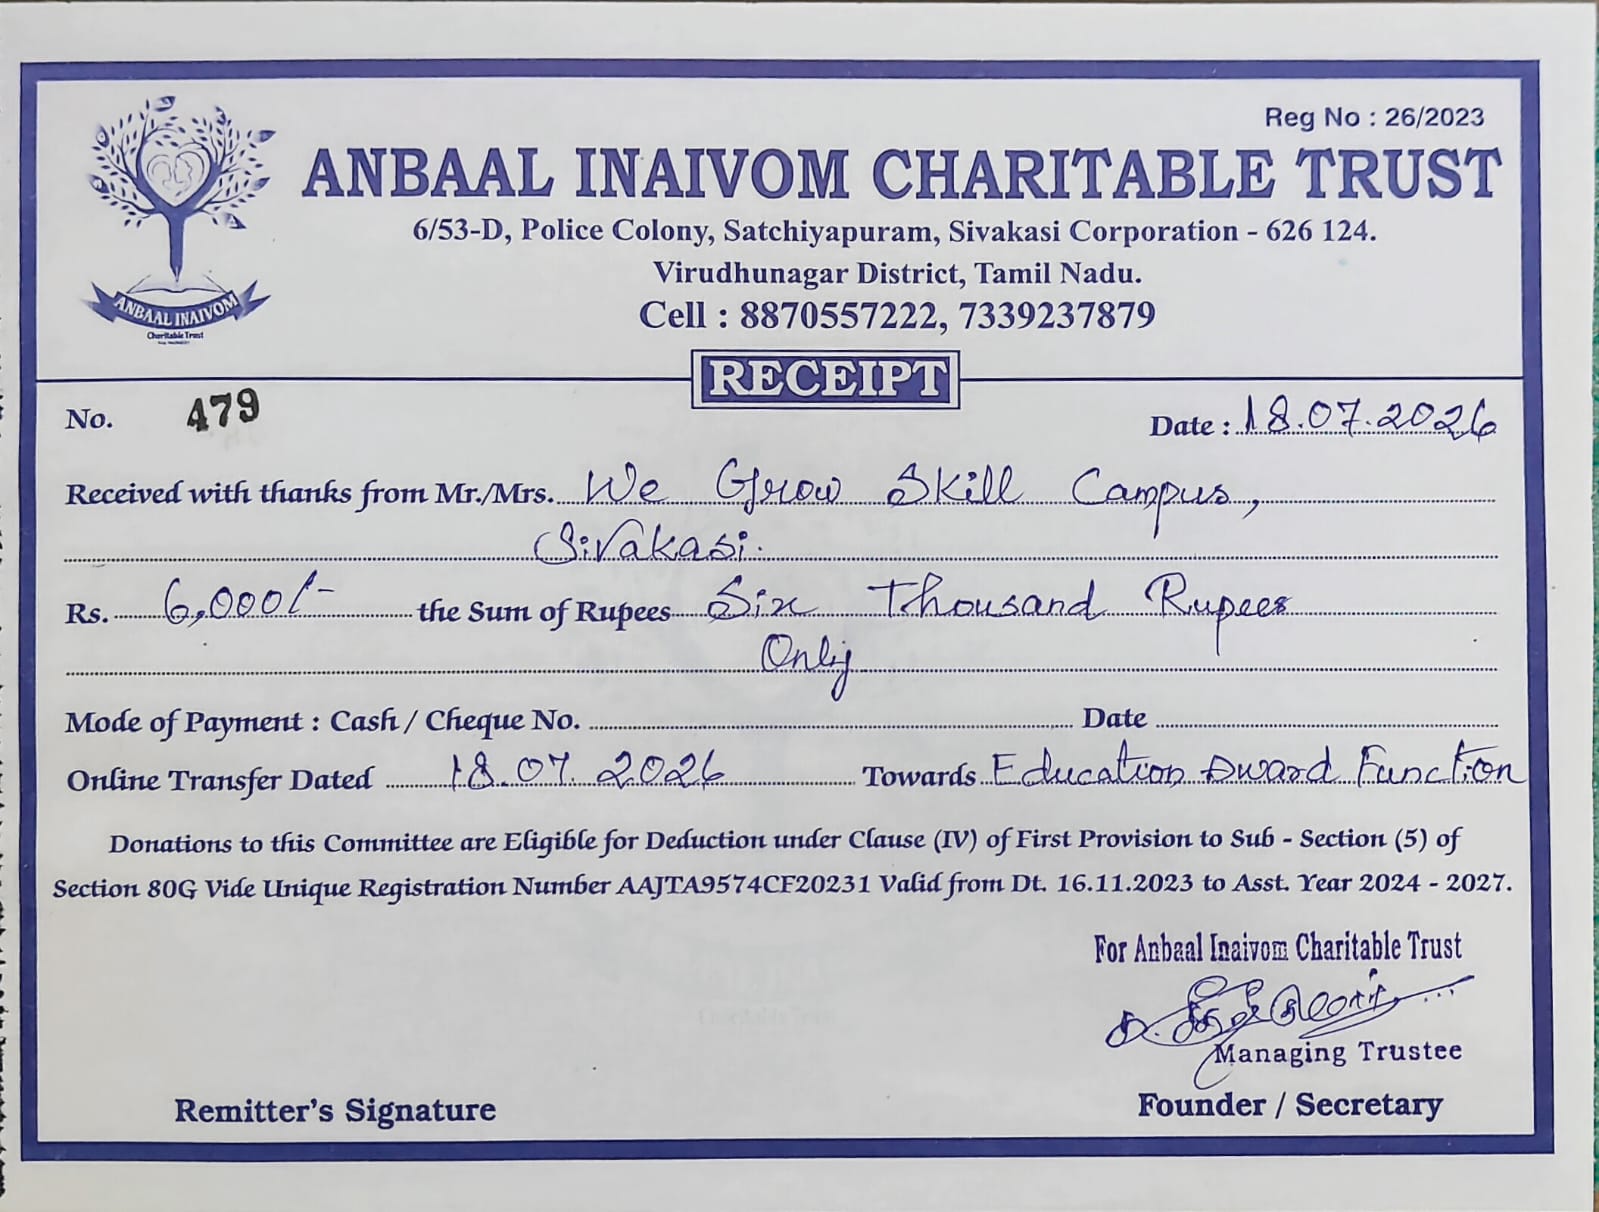 Reg No : 26/2023
ANBAAL INAIVOM CHARITABLE TRUST
6/53-D, Police Colony, Satchiyapuram, Sivakasi Corporation - 626 124.
Virudhunagar District, Tamil Nadu.
Cell : 8870557222, 7339237879
ANBAAL INAIVOM
Charitable Trust
RECEIPT
No. 479
Date : 18.07.2026
Received with thanks from Mr./Mrs. We Grow Skill Campus,
Sivakasi.
Rs. 6,000/- the Sum of Rupees Six Thousand Rupees
Only
Mode of Payment : Cash / Cheque No. Date
Online Transfer Dated 18.07.2026 Towards Education Award Function
Donations to this Committee are Eligible for Deduction under Clause (IV) of First Provision to Sub - Section (5) of
Section 80G Vide Unique Registration Number AAJTA9574CF20231 Valid from Dt. 16.11.2023 to Asst. Year 2024 - 2027.
For Anbaal Inaivom Charitable Trust
Managing Trustee
Remitter's Signature
Founder / Secretary